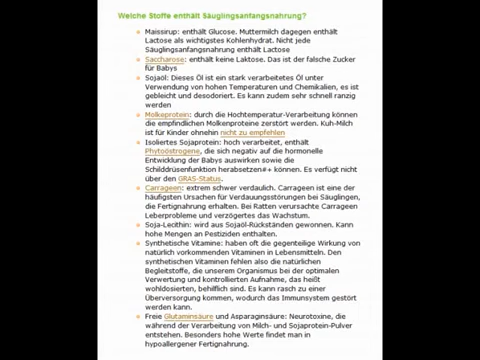 Welche Stoffe enthält Säuglingsanfangsnahrung?
Maissirup: enthält Glucose. Muttermilch dagegen enthält
Lactose als wichtigstes Kohlenhydrat. Nicht jede
Säuglingsanfangsnahrung enthält Lactose
Saccharose: enthält keine Laktose. Das ist der falsche Zucker
für Babys
Sojaöl: Dieses Öl ist ein stark verarbeitetes Öl unter
Verwendung von hohen Temperaturen und Chemikalien, es ist
gebleicht und desodoriert. Es kann zudem sehr schnell ranzig
werden
Molkeprotein: durch die Hochtemperatur-Verarbeitung können
die empfindlichen Molkenproteine zerstört werden. Kuh-Milch
ist für Kinder ohnehin nicht zu empfehlen
Isoliertes Sojaprotein: hoch verarbeitet, enthält
Phytoöstrogene, die sich negativ auf die hormonelle
Entwicklung der Babys auswirken sowie die
Schilddrüsenfunktion herabsetzen#+ können. Es verfügt nicht
über den GRAS-Status.
Carrageen: extrem schwer verdaulich. Carrageen ist eine der
häufigsten Ursachen für Verdauungsstörungen bei Säuglingen,
die Fertignahrung erhalten. Bei Ratten verursachte Carrageen
Leberprobleme und verzögertes das Wachstum.
Soja-Lecithin: wird aus Sojaöl-Rückständen gewonnen. Kann
hohe Mengen an Pestiziden enthalten.
Synthetische Vitamine: haben oft die gegenteilige Wirkung von
natürlich vorkommenden Vitaminen in Lebensmitteln. Den
synthetischen Vitaminen fehlen also die natürlichen
Begleitstoffe, die unserem Organismus bei der optimalen
Verwertung und kontrollierten Aufnahme, das heißt
wohldosierten, behilflich sind. Es kann rasch zu einer
Übersversorgung kommen, wodurch das Immunsystem gestört
werden kann.
Freie Glutaminsäure und Asparaginsäure: Neurotoxine, die
während der Verarbeitung von Milch- und Sojaprotein-Pulver
entstehen. Besonders hohe Werte findet man in
hypoallergener Fertignahrung.